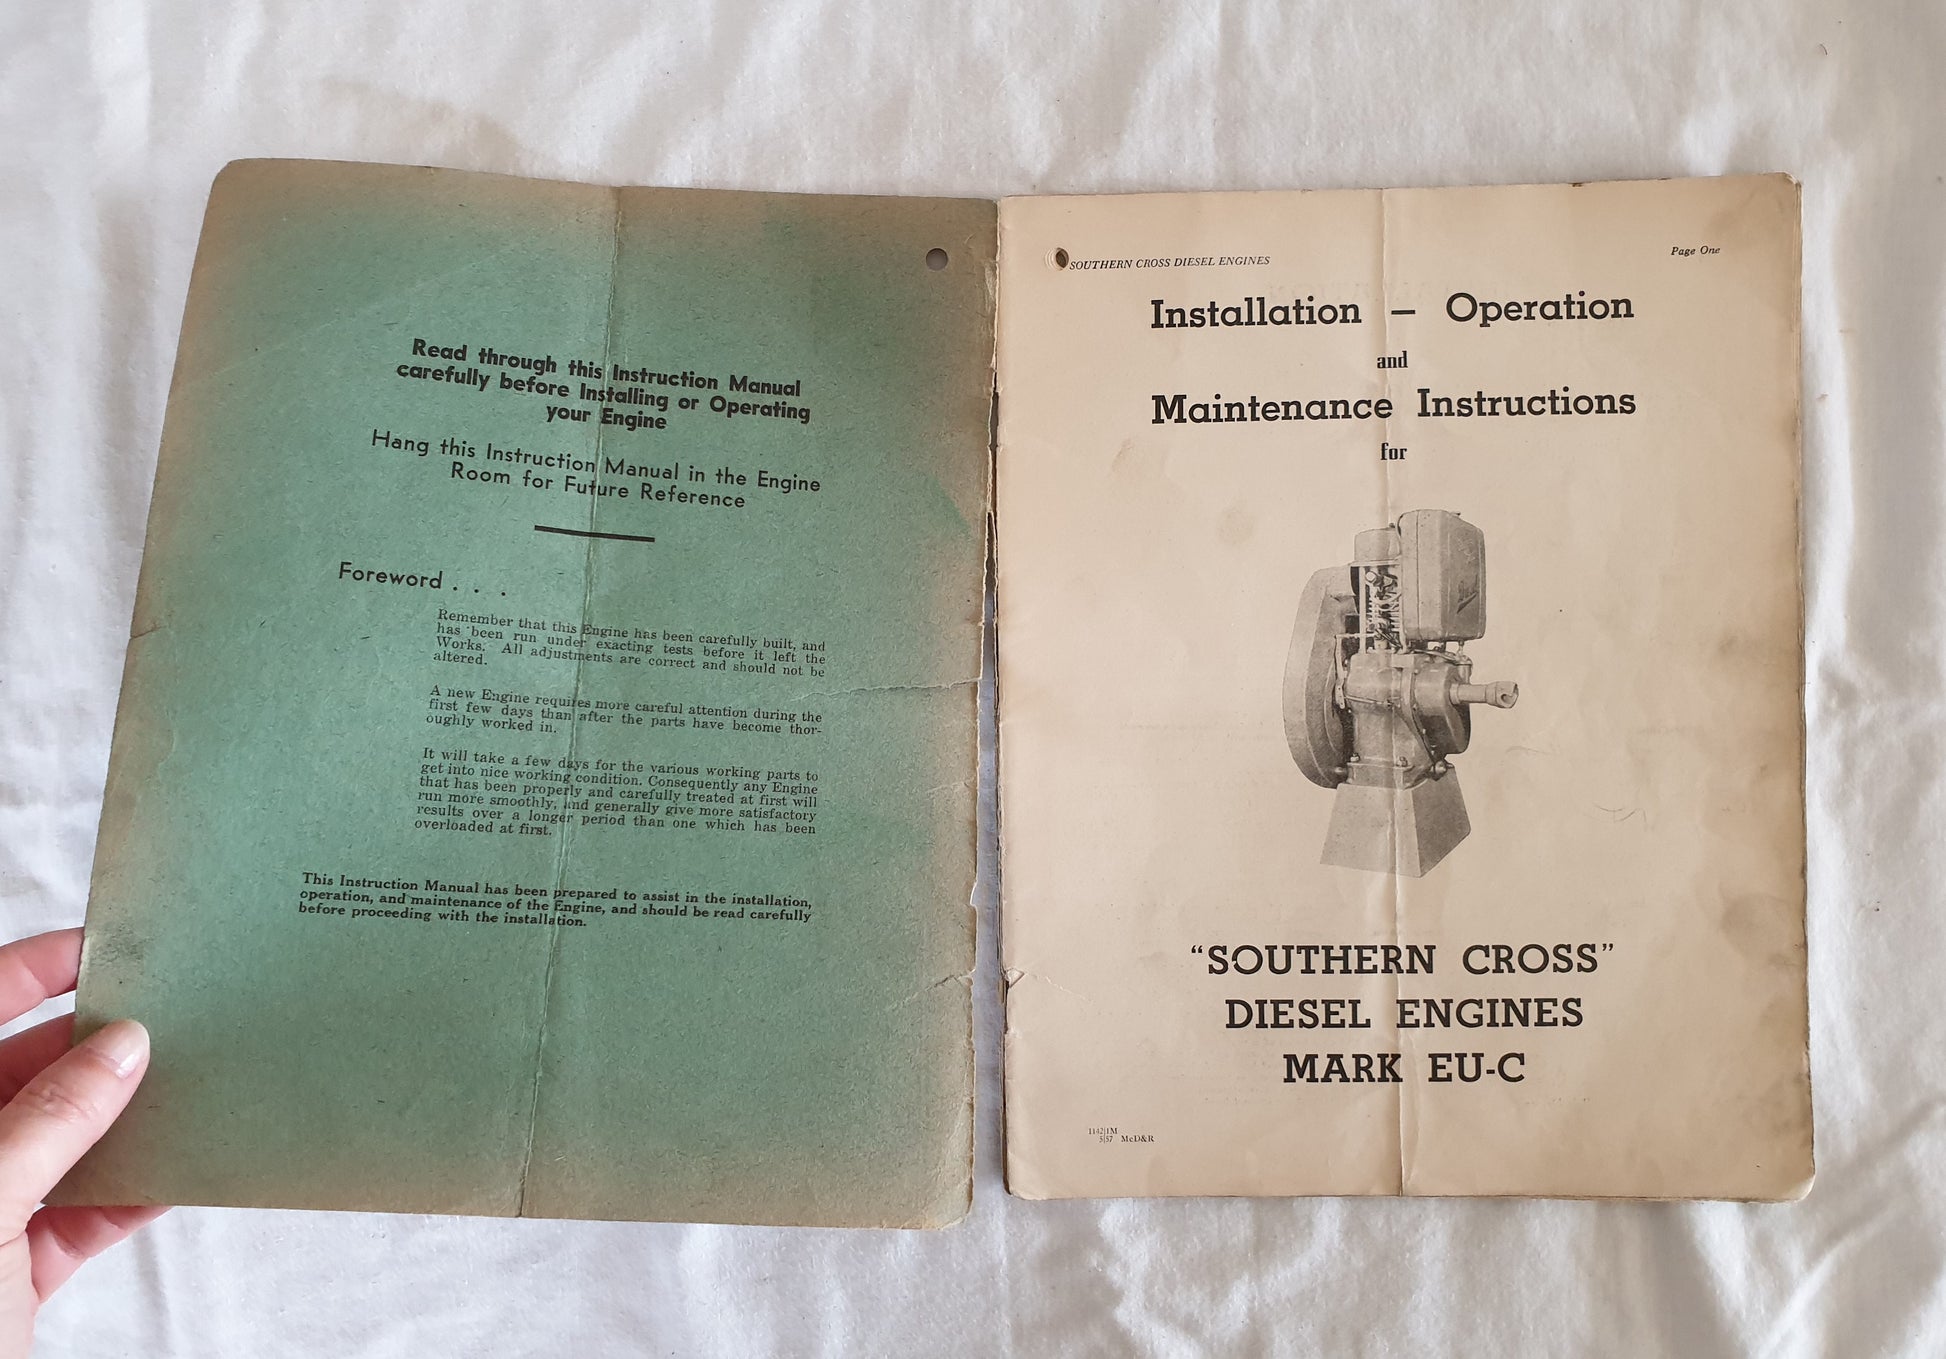 Read through this Instruction Manual
carefully before Installing or Operating
your Engine
Hang this Instruction Manual in the Engine
Room for Future Reference
Foreword . . .
Remember that this Engine has been carefully built, and
has been run under exacting tests before it left the
Works. All adjustments are correct and should not be
altered.
A new Engine requires more careful attention during the
first few days than after the parts have become thor-
oughly worked in.
It will take a few days for the various working parts to
get into nice working condition. Consequently any Engine
that has been properly and carefully treated at first will
run more smoothly, and generally give more satisfactory
results over a longer period than one which has been
overloaded at first.
This Instruction Manual has been prepared to assist in the installation,
operation, and maintenance of the Engine, and should be read carefully
before proceeding with the installation.
SOUTHERN CROSS DIESEL ENGINES
Page One
Installation — Operation
and
Maintenance Instructions
for
“SOUTHERN CROSS”
DIESEL ENGINES
MARK EU-C
1142|1M
5|57 McD&R